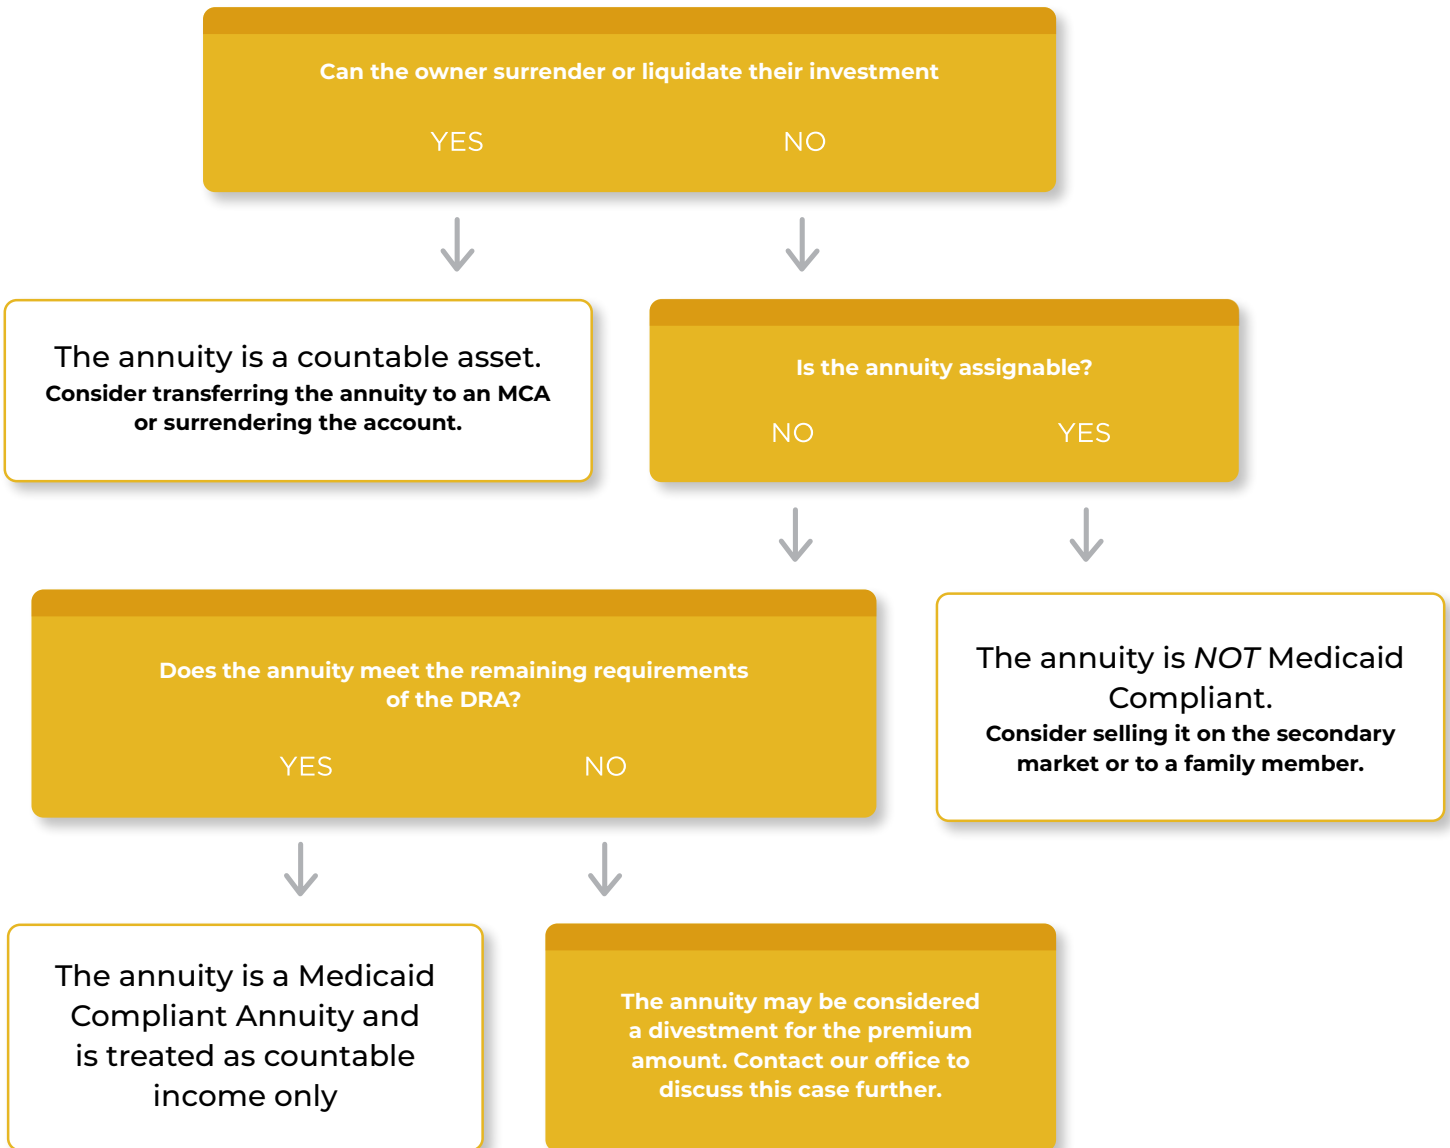 Can the owner surrender or liquidate their investment
YES
NO
The annuity is a countable asset.
Consider transferring the annuity to an MCA
or surrendering the account.
Is the annuity assignable?
NO
YES
Does the annuity meet the remaining requirements
of the DRA?
YES
NO
The annuity is NOT Medicaid
Compliant.
Consider selling it on the secondary
market or to a family member.
The annuity is a Medicaid
Compliant Annuity and
is treated as countable
income only
The annuity may be considered
a divestment for the premium
amount. Contact our office to
discuss this case further.